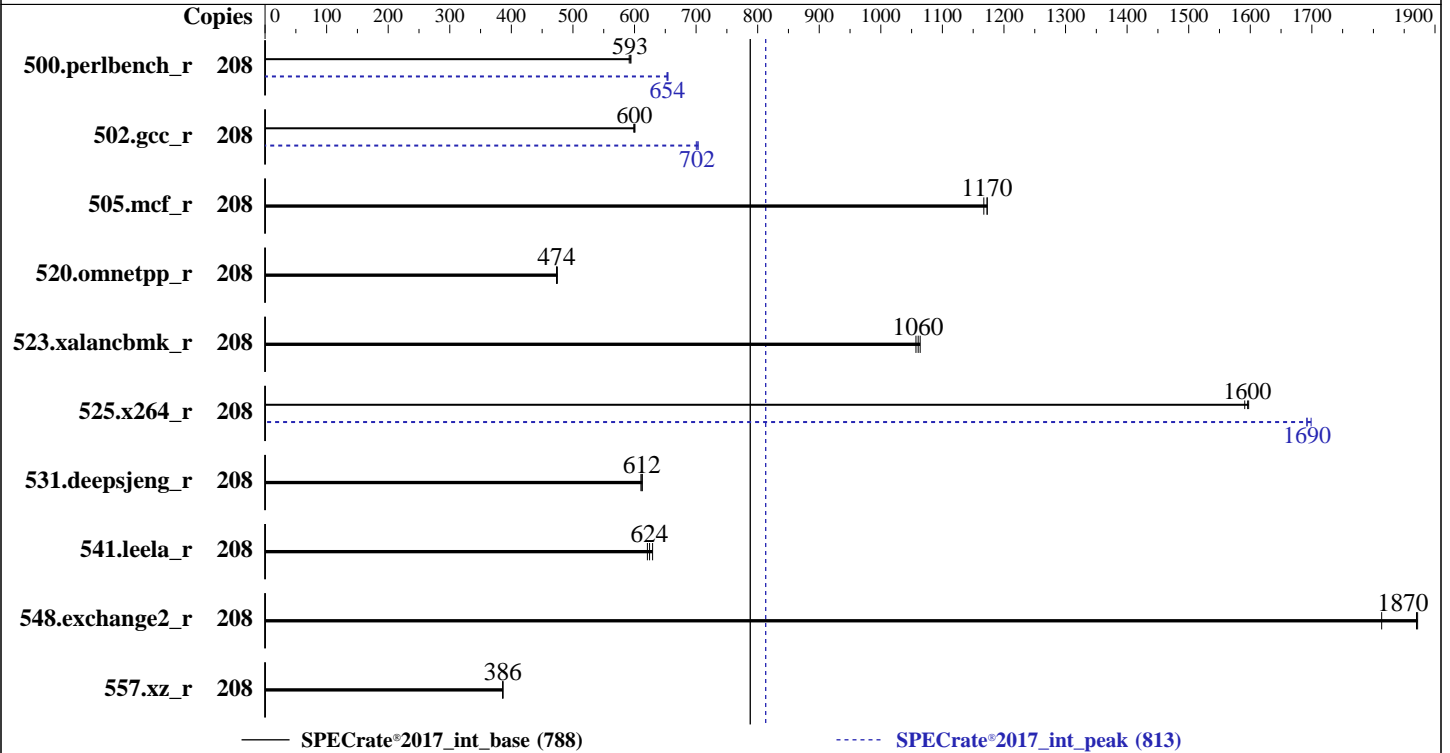 Copies 0 100 200 300 400 500 600 700 800 900 1000 1100 1200 1300 1400 1500 1600 1700 1900
593
500.perlbench_r 208
654
600
502.gcc_r 208
702
1170
505.mcf_r 208
474
520.omnetpp_r 208
1060
523.xalancbmk_r 208
1600
525.x264_r 208
1690
612
531.deepsjeng_r 208
624
541.leela_r 208
1870
548.exchange2_r 208
386
557.xz_r 208
SPECrate®2017_int_base (788) SPECrate®2017_int_peak (813)